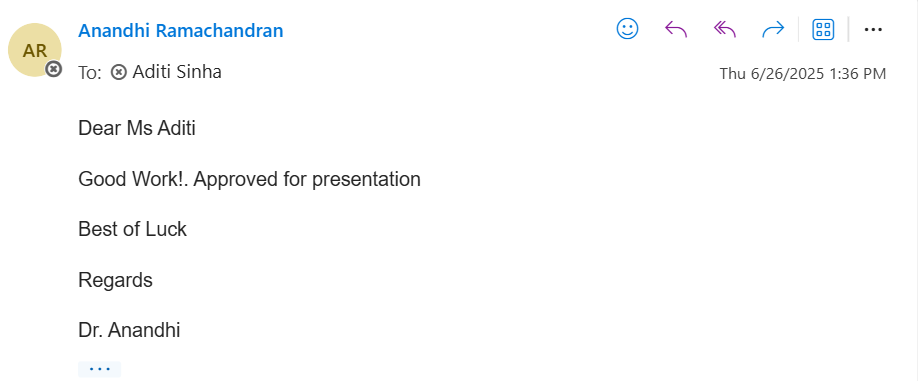 Anandhi Ramachandran
AR
To: Aditi Sinha
Thu 6/26/2025 1:36 PM
Dear Ms Aditi
Good Work!. Approved for presentation
Best of Luck
Regards
Dr. Anandhi